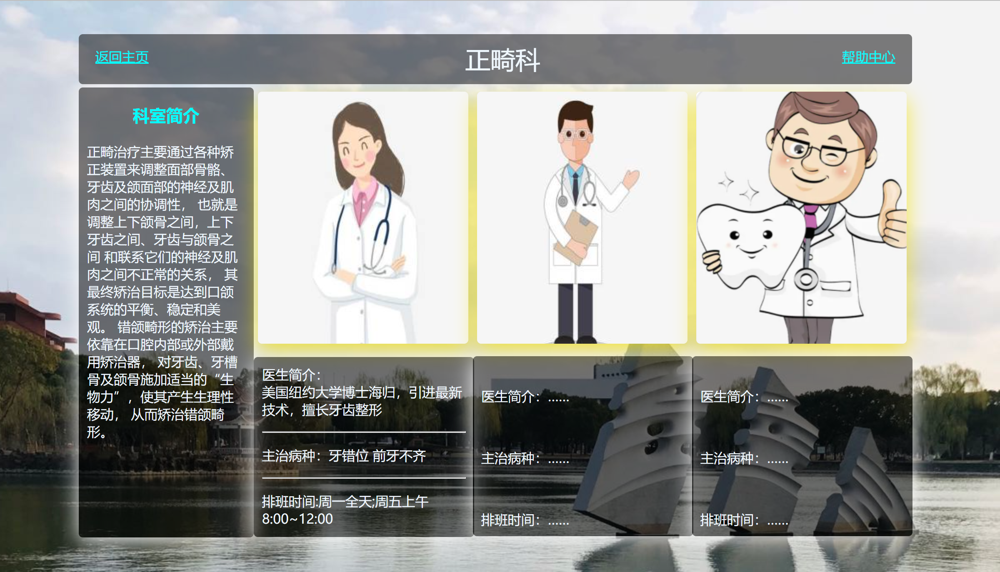 返回主页
正畸科
帮助中心
科室简介
正畸治疗主要通过各种矫
正装置来调整面部骨骼、
牙齿及颌面部的神经及肌
肉之间的协调性， 也就是
调整上下颌骨之间，上下
牙齿之间、牙齿与颌骨之
间 和联系它们的神经及肌
肉之间不正常的关系， 其
最终矫治目标是达到口颌
系统的平衡、稳定和美
观。 错颌畸形的矫治主要
依靠在口腔内部或外部戴
用矫治器， 对牙齿、牙槽
骨及颌骨施加适当的“生
物力”，使其产生生理性
移动， 从而矫治错颌畸
形。
医生简介：
美国纽约大学博士海归，引进最新
技术，擅长牙齿整形
主治病种：牙错位 前牙不齐
排班时间:周一全天;周五上午
8:00~12:00
医生简介：......
主治病种：......
排班时间：......
医生简介：......
主治病种：......
排班时间：......